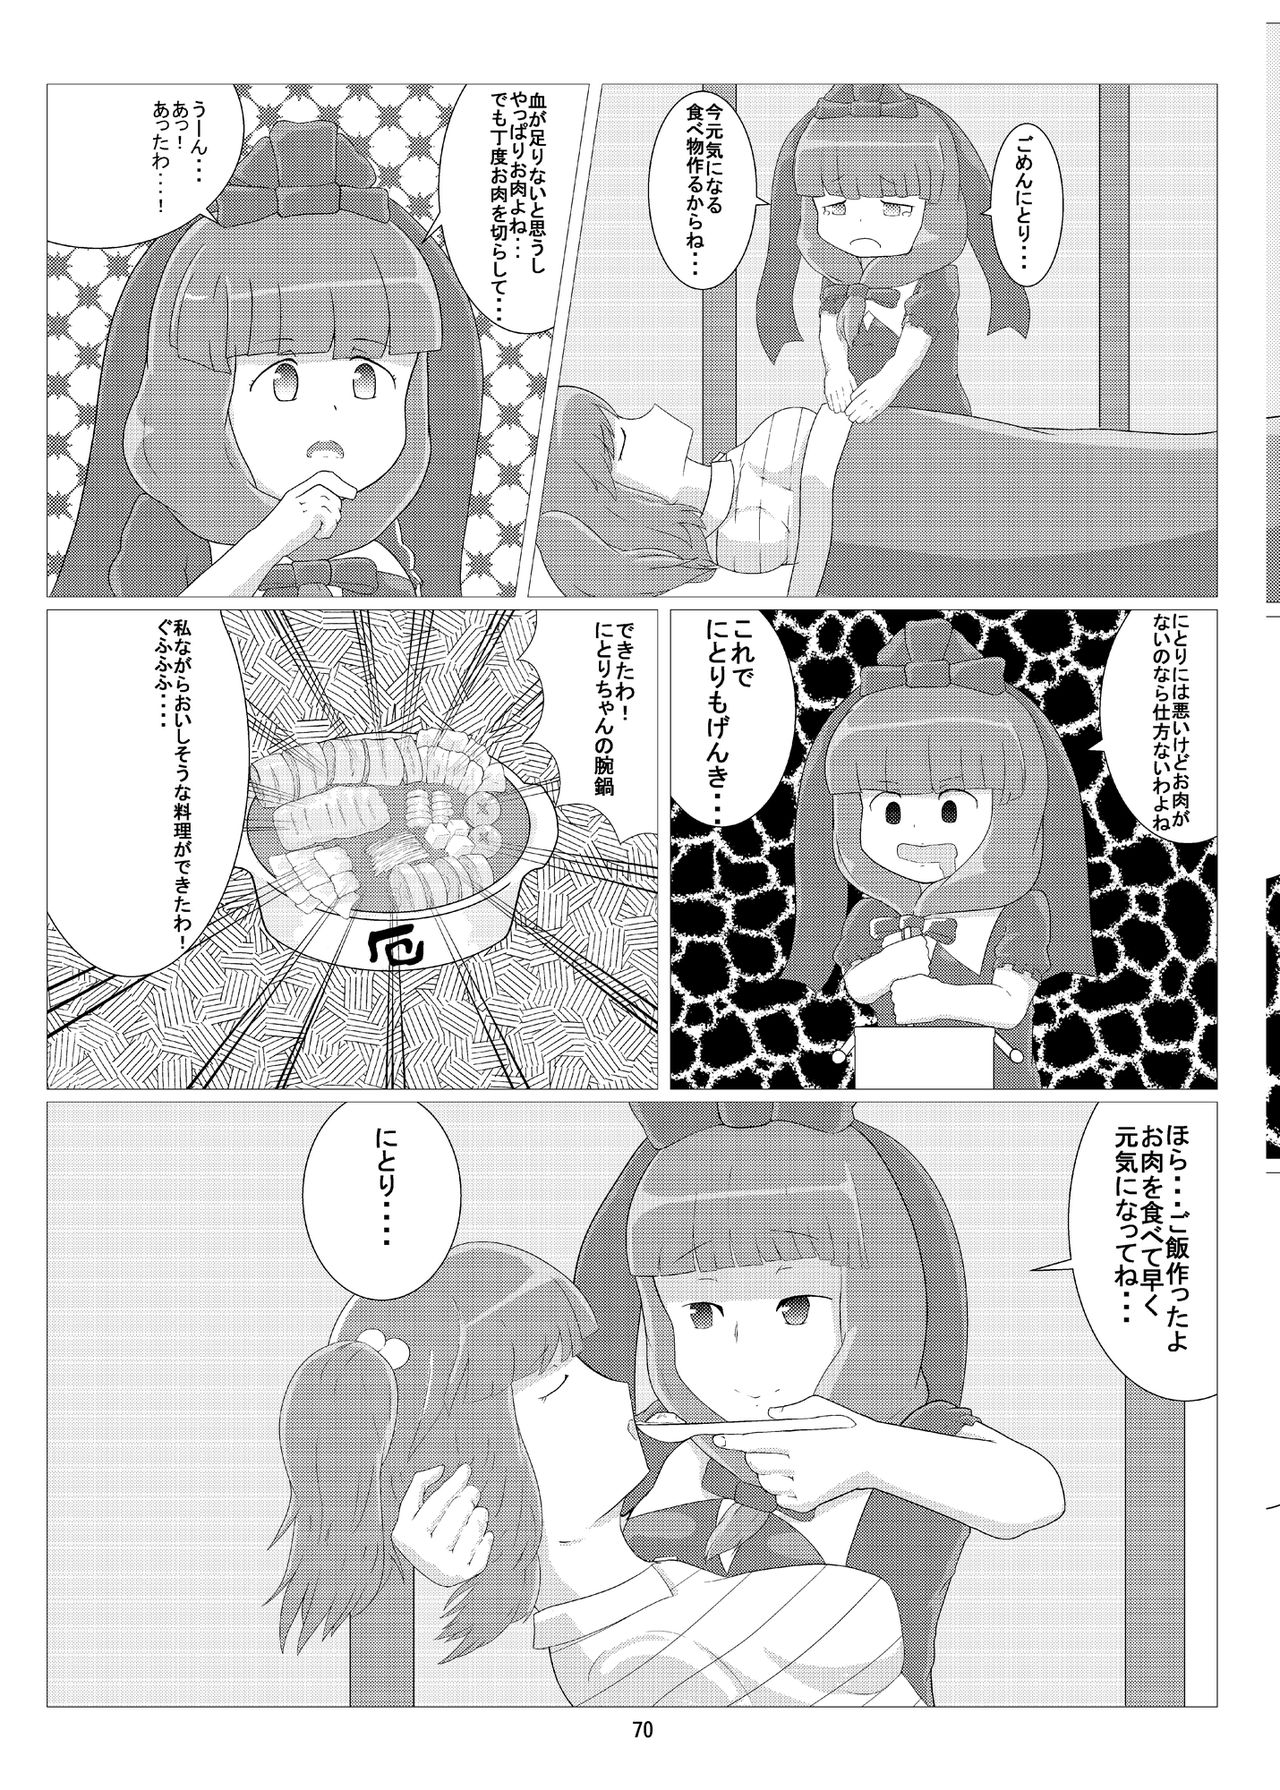 ごめんにとり・・・
今元気になる
食べ物作るからね・・・
血が足りないと思うし
やっぱりお肉よね・・・
でも丁度お肉を切らして・・・
うーん・・・
あっ！
あったわ・・・！
にとりには悪いけどお肉が
ないのなら仕方ないわよね
これで
にとりもげんき・・・
できたわ！
にとりちゃんの腕鍋
厄
私ながらおいしそうな料理ができたわ！
ぐふふふ・・・
ほら・・・ご飯作ったよ
お肉を食べて早く
元気になってね・・・
にとり・・・・
70